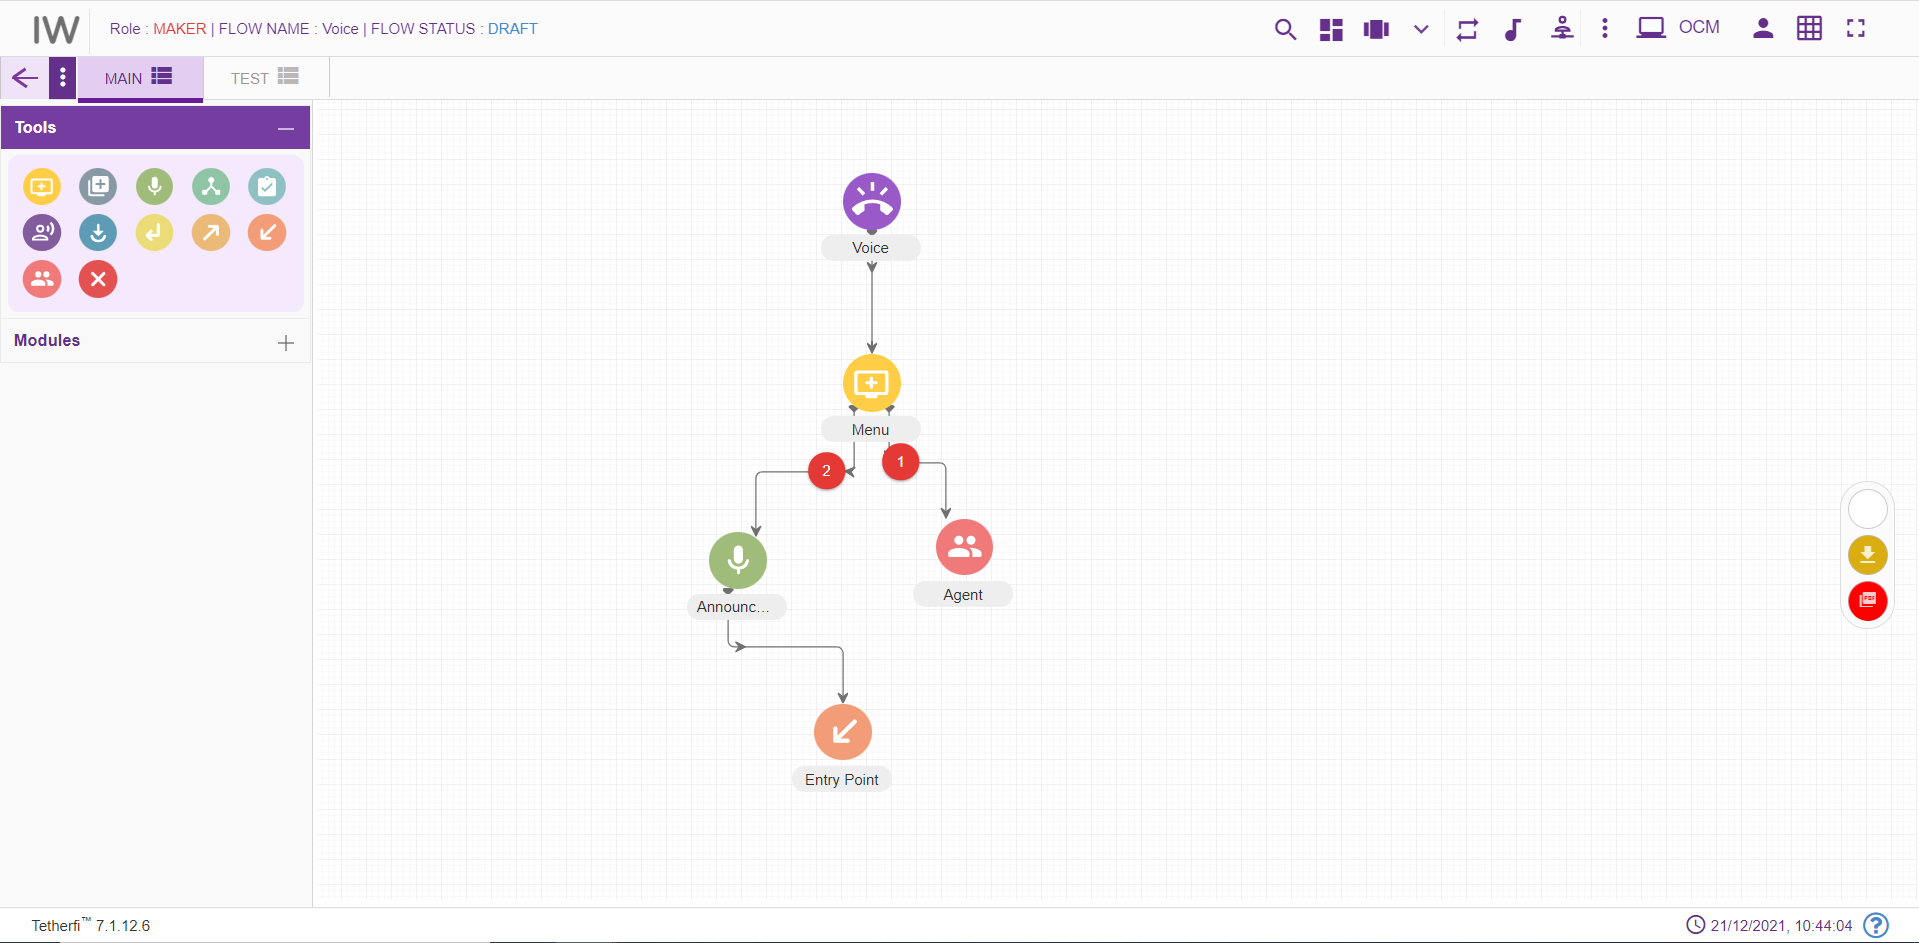 IW
Role : MAKER | FLOW NAME : Voice | FLOW STATUS : DRAFT
OCM
MAIN
TEST
Tools
Modules
Voice
Menu
2
1
Announc...
Agent
Entry Point
PDF
Tetherfi™ 7.1.12.6
21/12/2021, 10:44:04
?